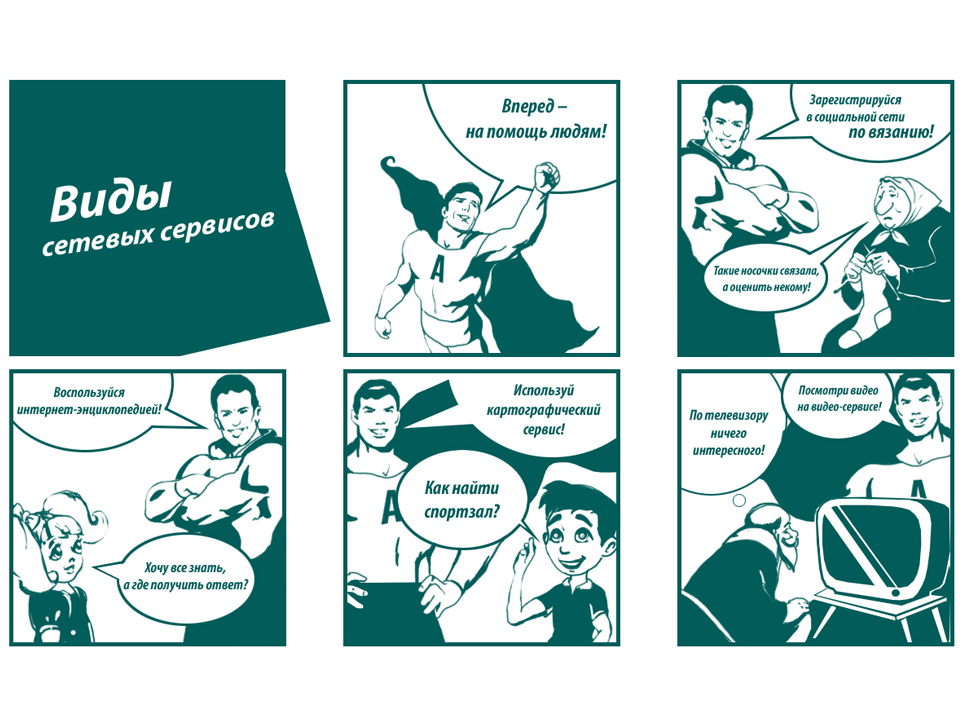 Виды
сетевых сервисов
Вперед –
на помощь людям!
А
Зарегистрируйся
в социальной сети
по вязанию!
Такие носочки связала,
а оценить некому!
Воспользуйся
интернет-энциклопедией!
Хочу все знать,
а где получить ответ?
Используй
картографический
сервис!
Как найти
спортзал?
А
По телевизору
ничего
интересного!
Посмотри видео
на видео-сервисе!
А